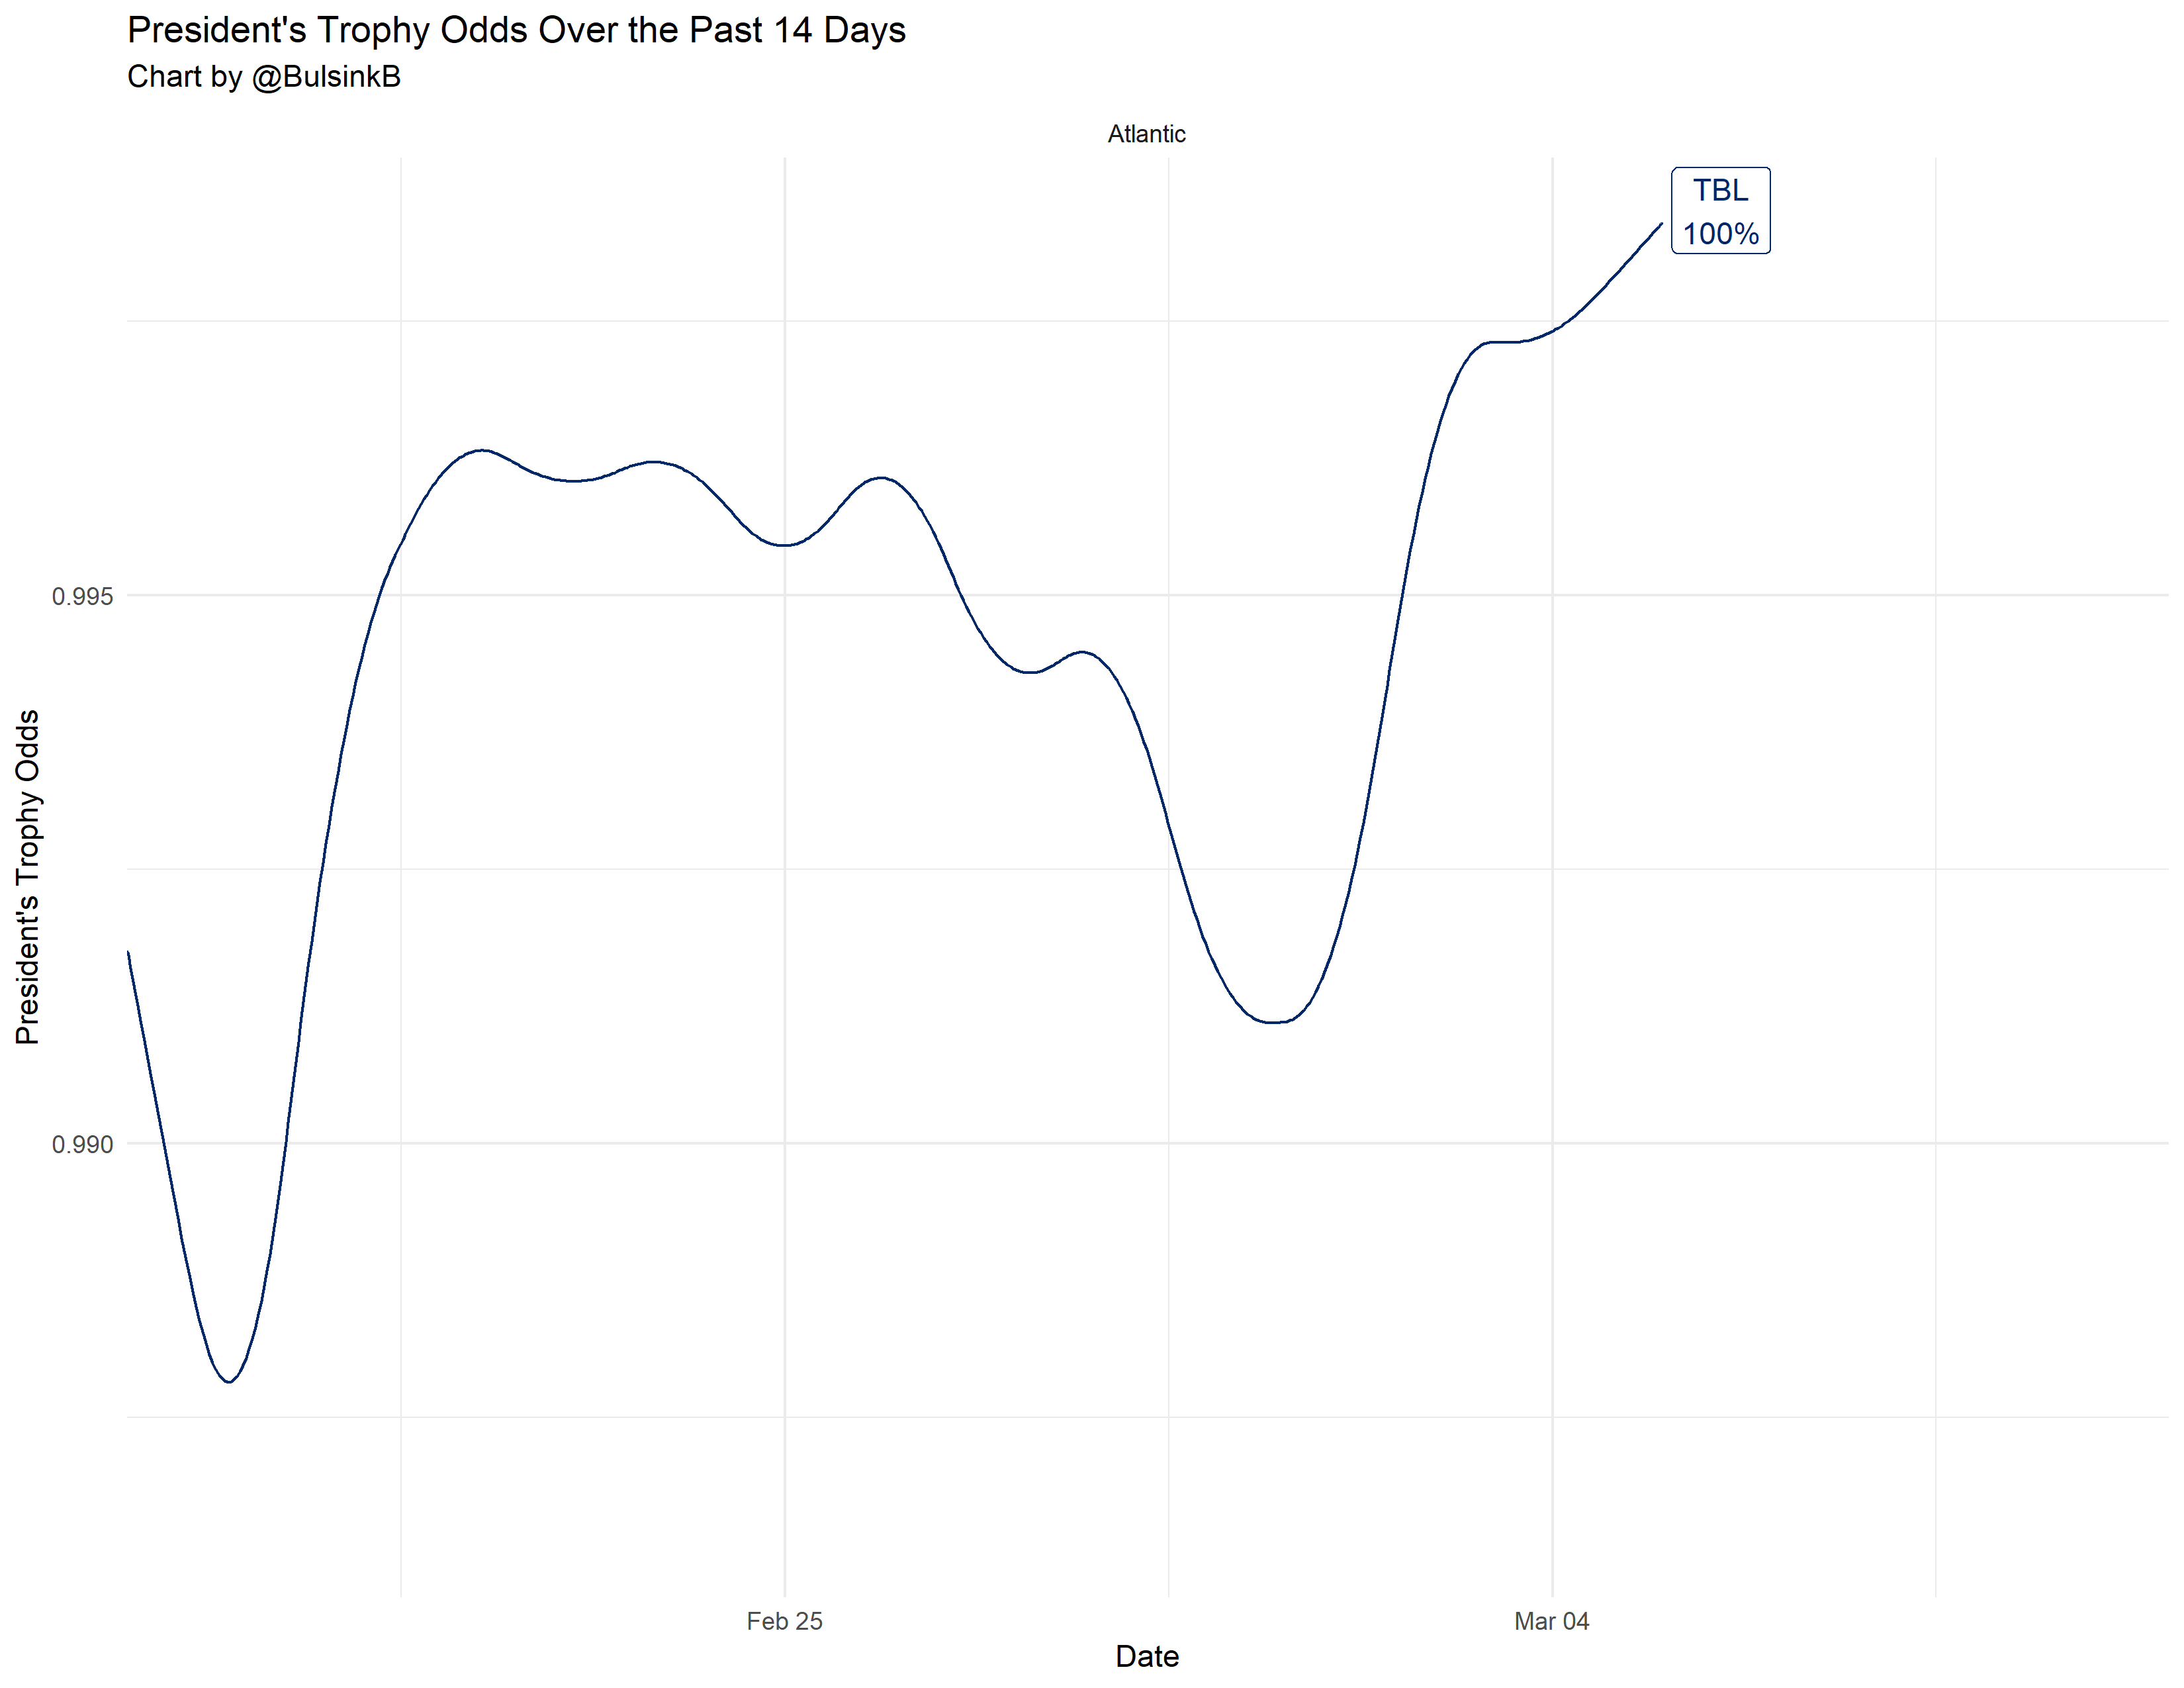 President's Trophy Odds Over the Past 14 Days
Chart by @BulsinkB
Atlantic
TBL
100%
0.995
0.990
President's Trophy Odds
Feb 25
Mar 04
Date